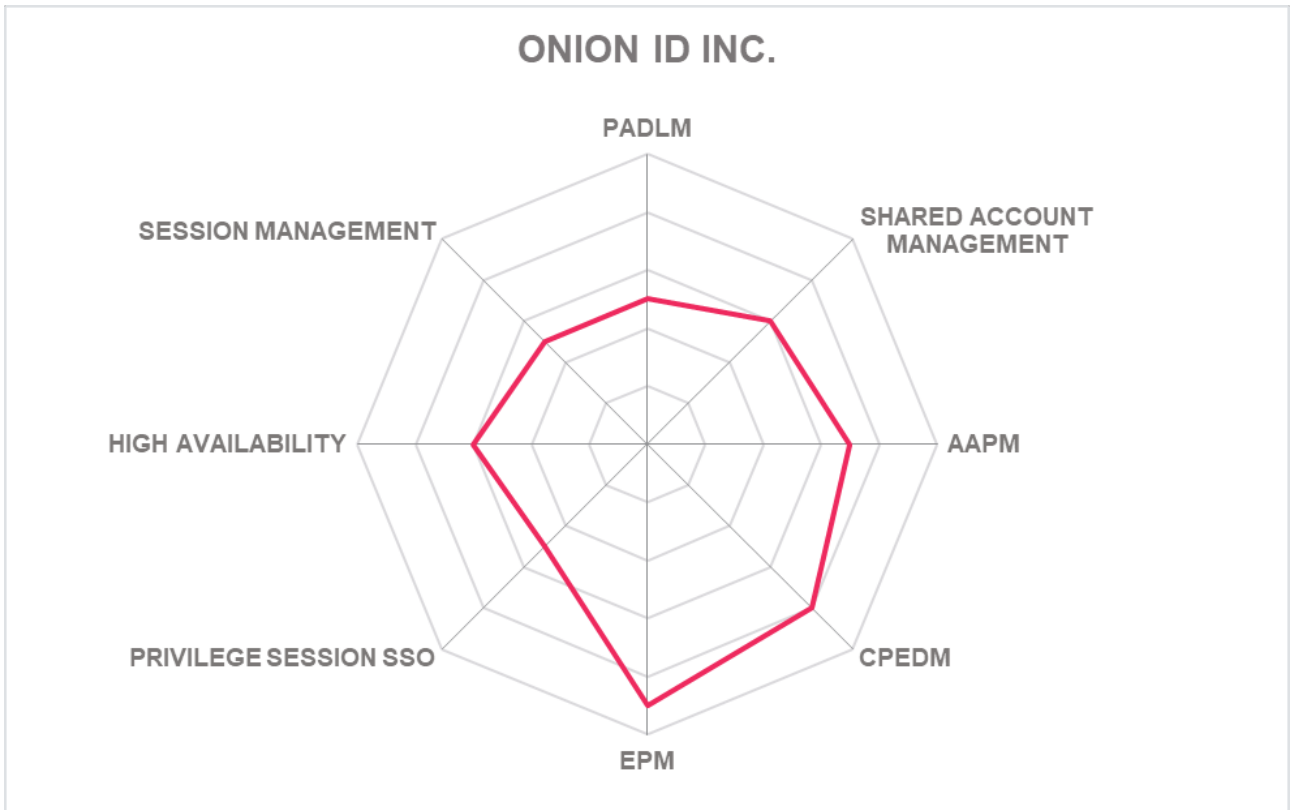 ONION ID INC.
PADLM
SHARED ACCOUNT
MANAGEMENT
SESSION MANAGEMENT
HIGH AVAILABILITY
AAPM
PRIVILEGE SESSION SSO
CPEDM
EPM